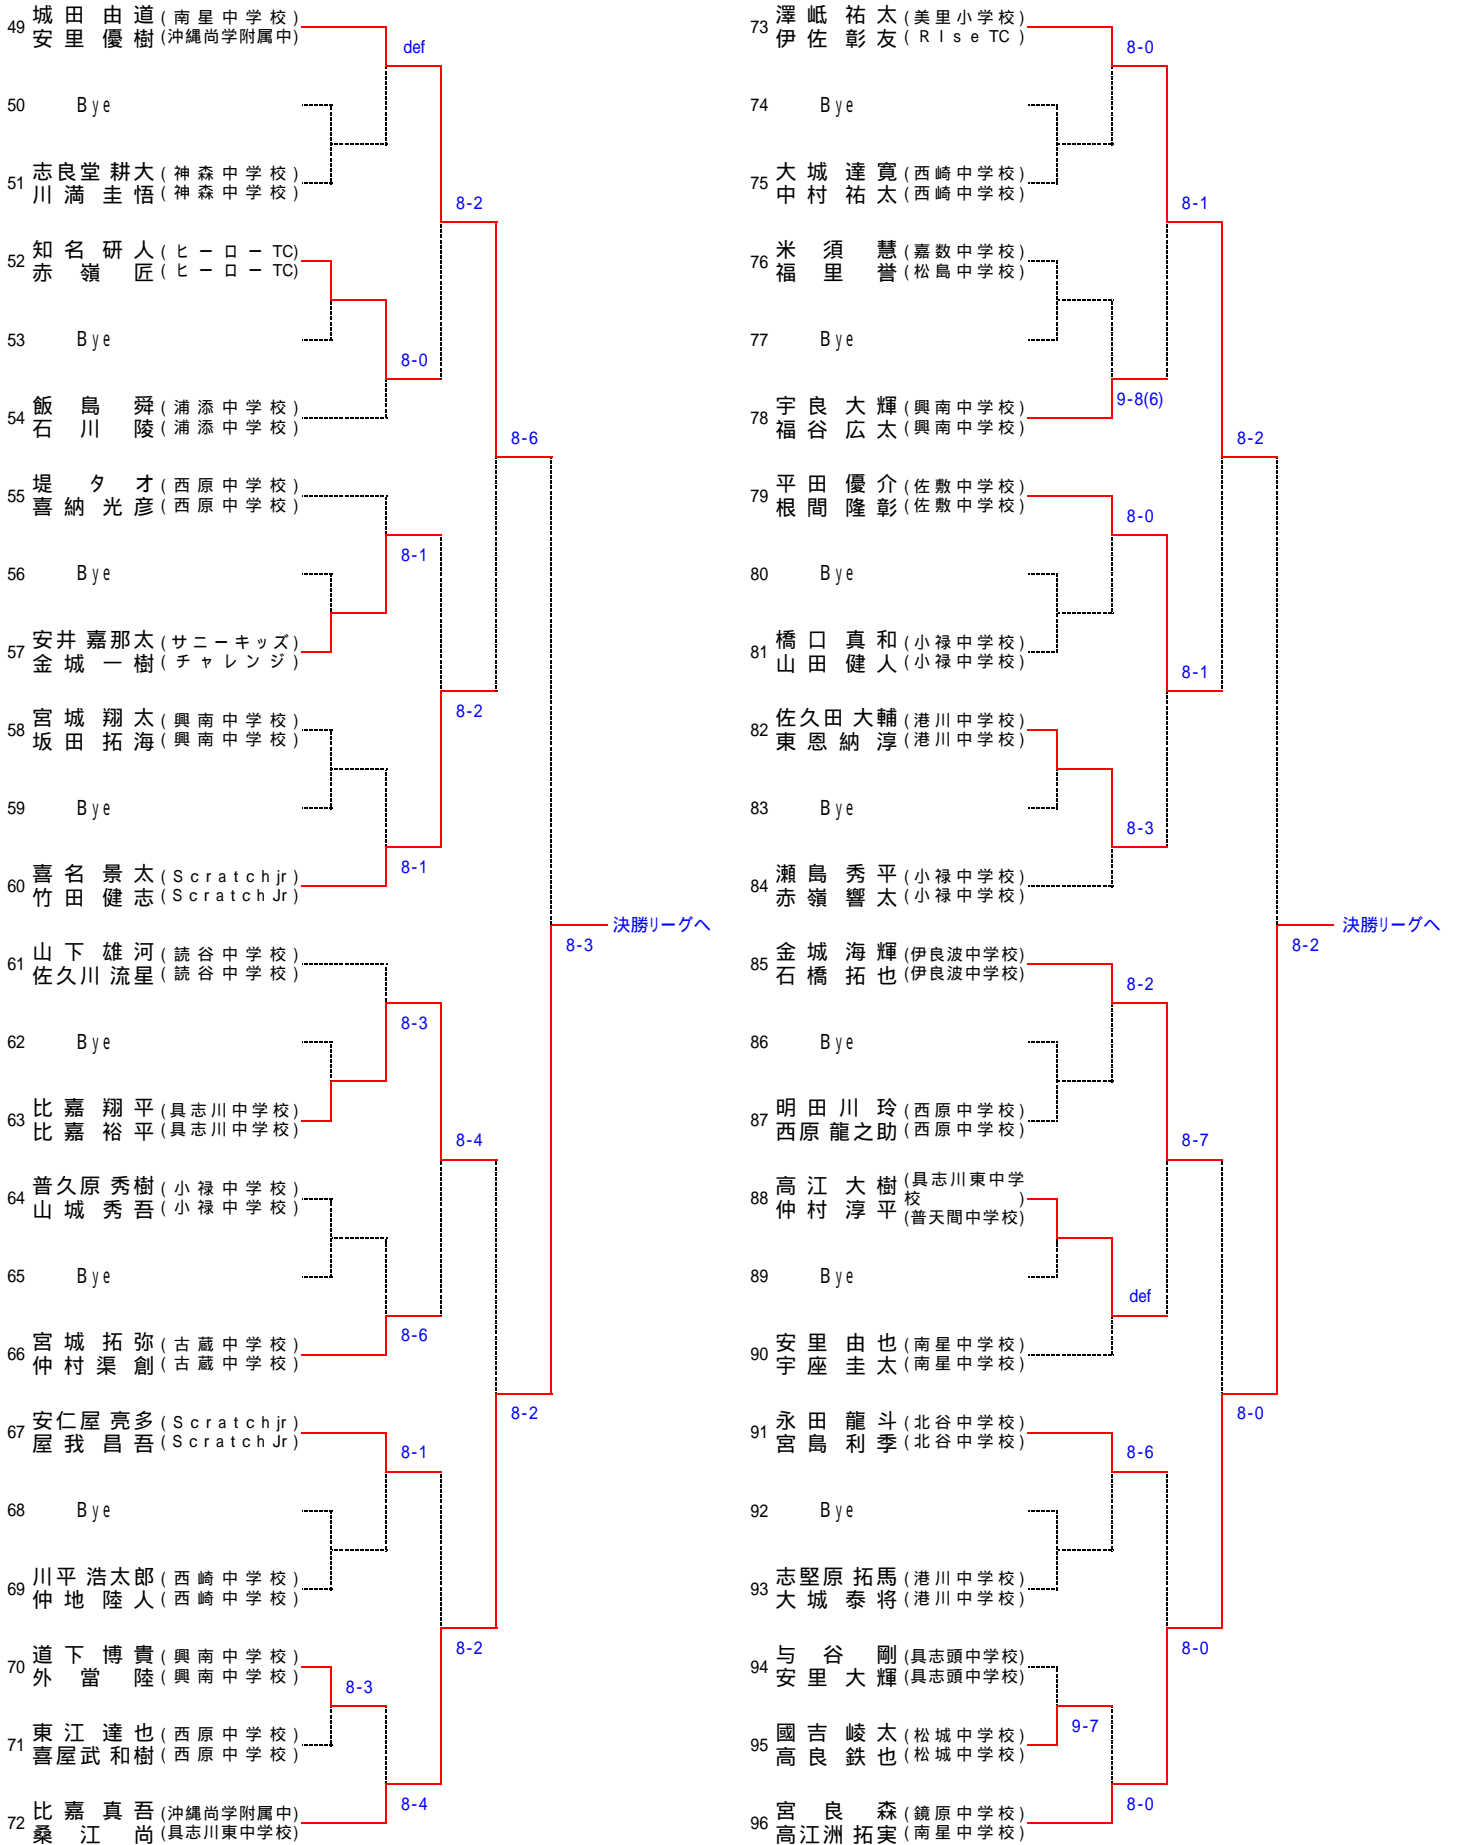 49 城田 由道 (南星中学校)
安里 優樹 (沖縄尚学附属中)
def
50 Bye
51 志良堂 耕大 (神森中学校)
川満 圭悟 (神森中学校)
8-2
52 知名 研人 (ヒーローTC)
赤嶺 匠 (ヒーローTC)
53 Bye
8-0
54 飯島 舜 (浦添中学校)
石川 陵 (浦添中学校)
8-6
55 堤 タオ (西原中学校)
喜納 光彦 (西原中学校)
8-1
56 Bye
57 安井 嘉那太 (サニーキッズ)
金城 一樹 (チャレンジ)
8-2
58 宮城 翔太 (興南中学校)
坂田 拓海 (興南中学校)
59 Bye
8-1
60 喜名 景太 (Scratchjr)
竹田 健志 (ScratchJr)
8-3 決勝リーグへ
61 山下 雄河 (読谷中学校)
佐久川 流星 (読谷中学校)
8-3
62 Bye
63 比嘉 翔平 (具志川中学校)
比嘉 裕平 (具志川中学校)
8-4
64 普久原 秀樹 (小禄中学校)
山城 秀吾 (小禄中学校)
65 Bye
8-6
66 宮城 拓弥 (古蔵中学校)
仲村渠 創 (古蔵中学校)
8-2
67 安仁屋 亮多 (Scratchjr)
屋我 昌吾 (ScratchJr)
8-1
68 Bye
69 川平 浩太郎 (西崎中学校)
仲地 陸人 (西崎中学校)
8-2
70 道下 博貴 (興南中学校)
外當 陸 (興南中学校)
8-3
71 東江 達也 (西原中学校)
喜屋武 和樹 (西原中学校)
8-4
72 比嘉 真吾 (沖縄尚学附属中)
桑江 尚 (具志川東中学校)
73 澤岻 祐太 (美里小学校)
伊佐 彰友 (RIseTC)
8-0
74 Bye
75 大城 達寛 (西崎中学校)
中村 祐太 (西崎中学校)
8-1
76 米須 慧 (嘉数中学校)
福里 誉 (松島中学校)
77 Bye
9-8(6)
78 宇良 大輝 (興南中学校)
福谷 広太 (興南中学校)
8-2
79 平田 優介 (佐敷中学校)
根間 隆彰 (佐敷中学校)
8-0
80 Bye
81 橋口 真和 (小禄中学校)
山田 健人 (小禄中学校)
8-1
82 佐久田 大輔 (港川中学校)
東恩納 淳 (港川中学校)
83 Bye
8-3
84 瀬島 秀平 (小禄中学校)
赤嶺 響太 (小禄中学校)
8-2 決勝リーグへ
85 金城 海輝 (伊良波中学校)
石橋 拓也 (伊良波中学校)
8-2
86 Bye
87 明田川 玲 (西原中学校)
西原 龍之助 (西原中学校)
8-7
88 高江 大樹 (具志川東中学
校)
仲村 淳平 (普天間中学校)
89 Bye
def
90 安里 由也 (南星中学校)
宇座 圭太 (南星中学校)
8-0
91 永田 龍斗 (北谷中学校)
宮島 利季 (北谷中学校)
8-6
92 Bye
93 志堅原 拓馬 (港川中学校)
大城 泰将 (港川中学校)
8-0
94 与谷 剛 (具志頭中学校)
安里 大輝 (具志頭中学校)
9-7
95 國吉 崚太 (松城中学校)
高良 鉄也 (松城中学校)
8-0
96 宮良 森 (鏡原中学校)
高江洲 拓実 (南星中学校)